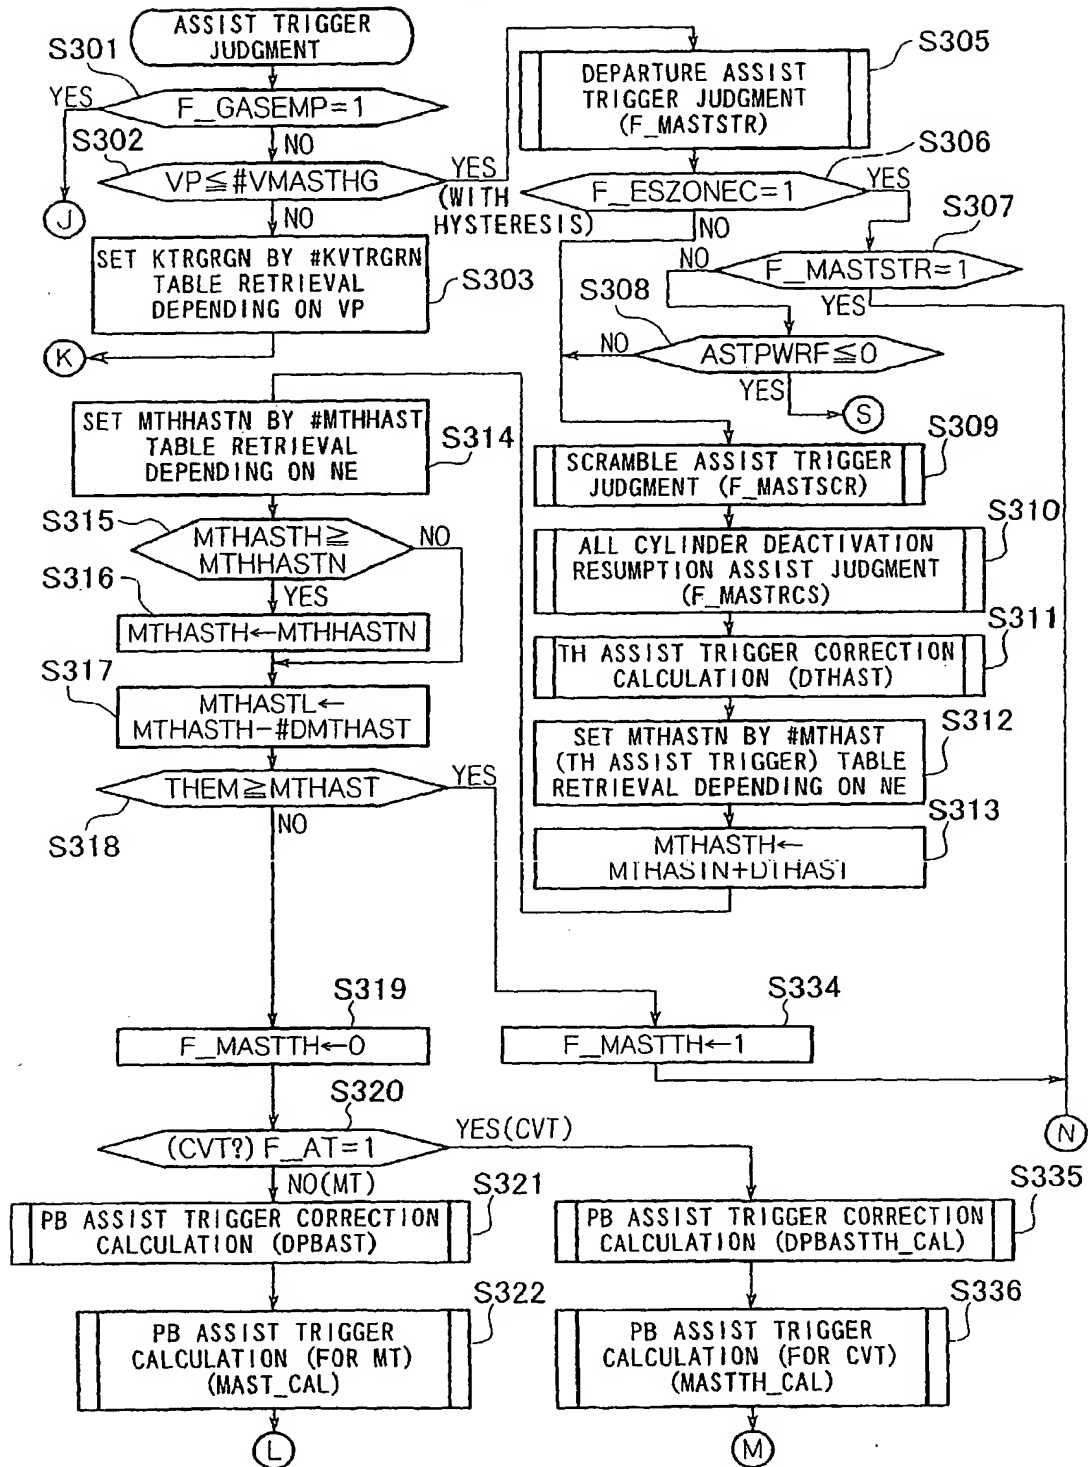 ASSIST TRIGGER
JUDGMENT
S301
YES
F_GASEMP=1
NO
S302
VP≦#VMASTHG
YES
(WITH
HYSTERESIS)
NO
J
SET KTRGRGN BY #KVTRGRN
TABLE RETRIEVAL
DEPENDING ON VP
S303
K
S305
DEPARTURE ASSIST
TRIGGER JUDGMENT
(F_MASTSTR)
S306
F_ESZONEC=1
YES
NO
S307
NO
F_MASTSTR=1
YES
S308
NO
ASTPWRF≦0
YES
S
S309
SCRAMBLE ASSIST TRIGGER
JUDGMENT (F_MASTSCR)
S310
ALL CYLINDER DEACTIVATION
RESUMPTION ASSIST JUDGMENT
(F_MASTRCS)
S311
TH ASSIST TRIGGER CORRECTION
CALCULATION (DTHAST)
S312
SET MTHASTN BY #MTHAST
(TH ASSIST TRIGGER) TABLE
RETRIEVAL DEPENDING ON NE
S313
MTHASTH←
MTHASTN+DTHAST
SET MTHHASTN BY #MTHHAST
TABLE RETRIEVAL
DEPENDING ON NE
S314
S315
MTHASTH≧
MTHHASTN
NO
YES
S316
MTHASTH←MTHHASTN
S317
MTHASTL←
MTHASTH−#DMTHAST
THEM≧MTHAST
YES
NO
S318
S319
F_MASTTH←0
S334
F_MASTTH←1
N
S320
(CVT?) F_AT=1
YES(CVT)
NO(MT)
S321
PB ASSIST TRIGGER CORRECTION
CALCULATION (DPBAST)
S335
PB ASSIST TRIGGER CORRECTION
CALCULATION (DPBASTTH_CAL)
S322
PB ASSIST TRIGGER
CALCULATION (FOR MT)
(MAST_CAL)
S336
PB ASSIST TRIGGER
CALCULATION (FOR CVT)
(MASTTH_CAL)
L
M